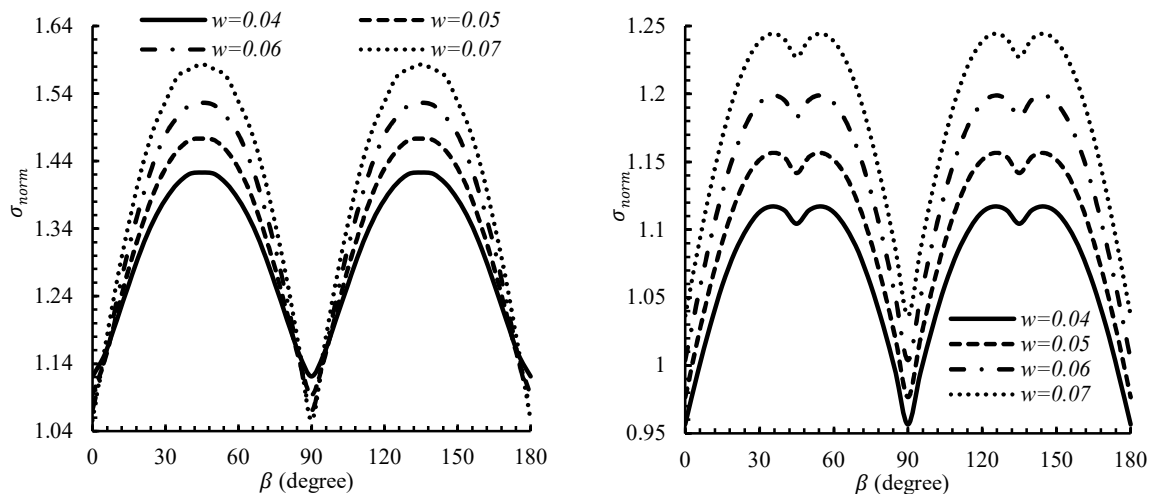 w=0.04 w=0.05
w=0.06 w=0.07
1.64
1.54
1.44
1.34
1.24
1.14
1.04
σnorm
0 30 60 90 120 150 180
β (degree)
1.25
1.2
1.15
1.1
1.05
1
0.95
σnorm
w=0.04
w=0.05
w=0.06
w=0.07
0 30 60 90 120 150 180
β (degree)